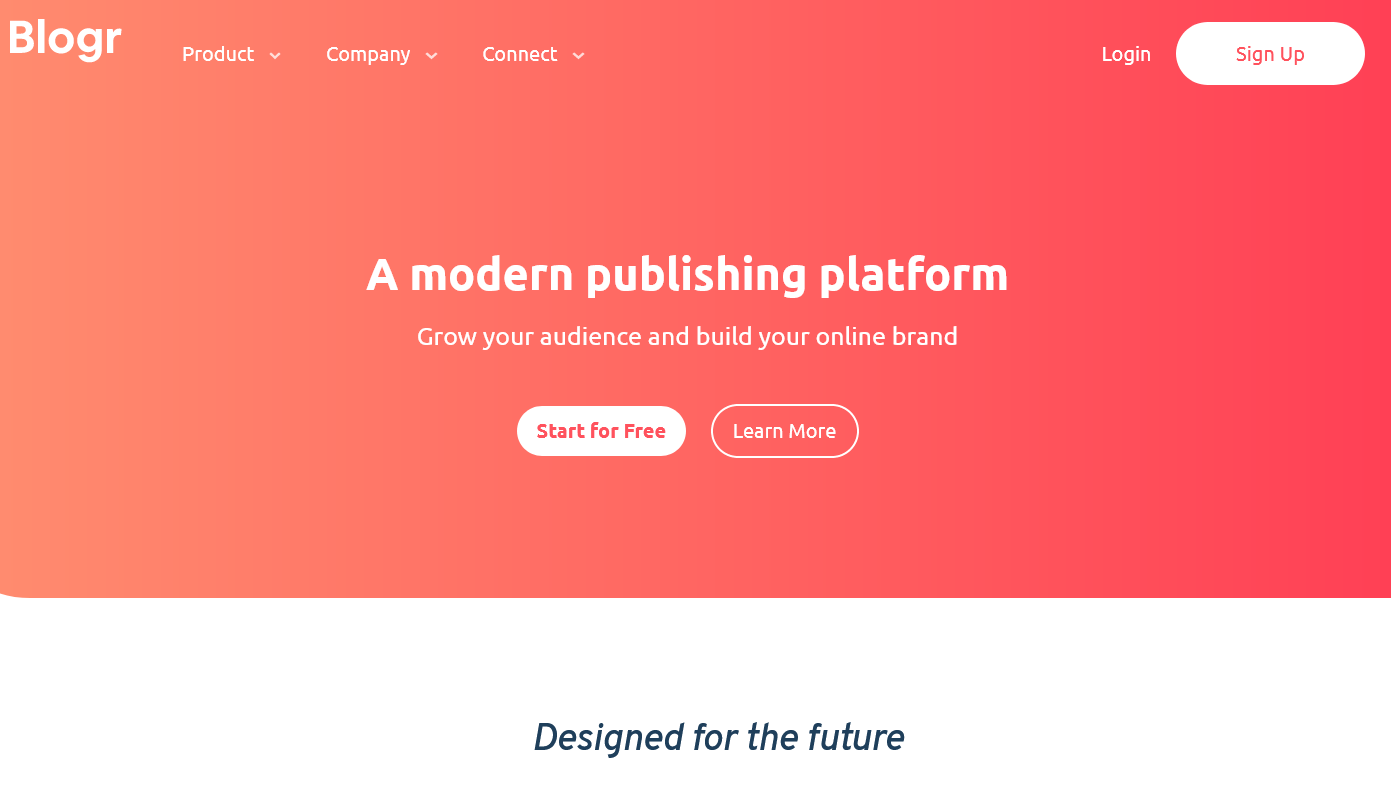 Blogr
Product
Company
Connect
Login
Sign Up
A modern publishing platform
Grow your audience and build your online brand
Start for Free
Learn More
Designed for the future